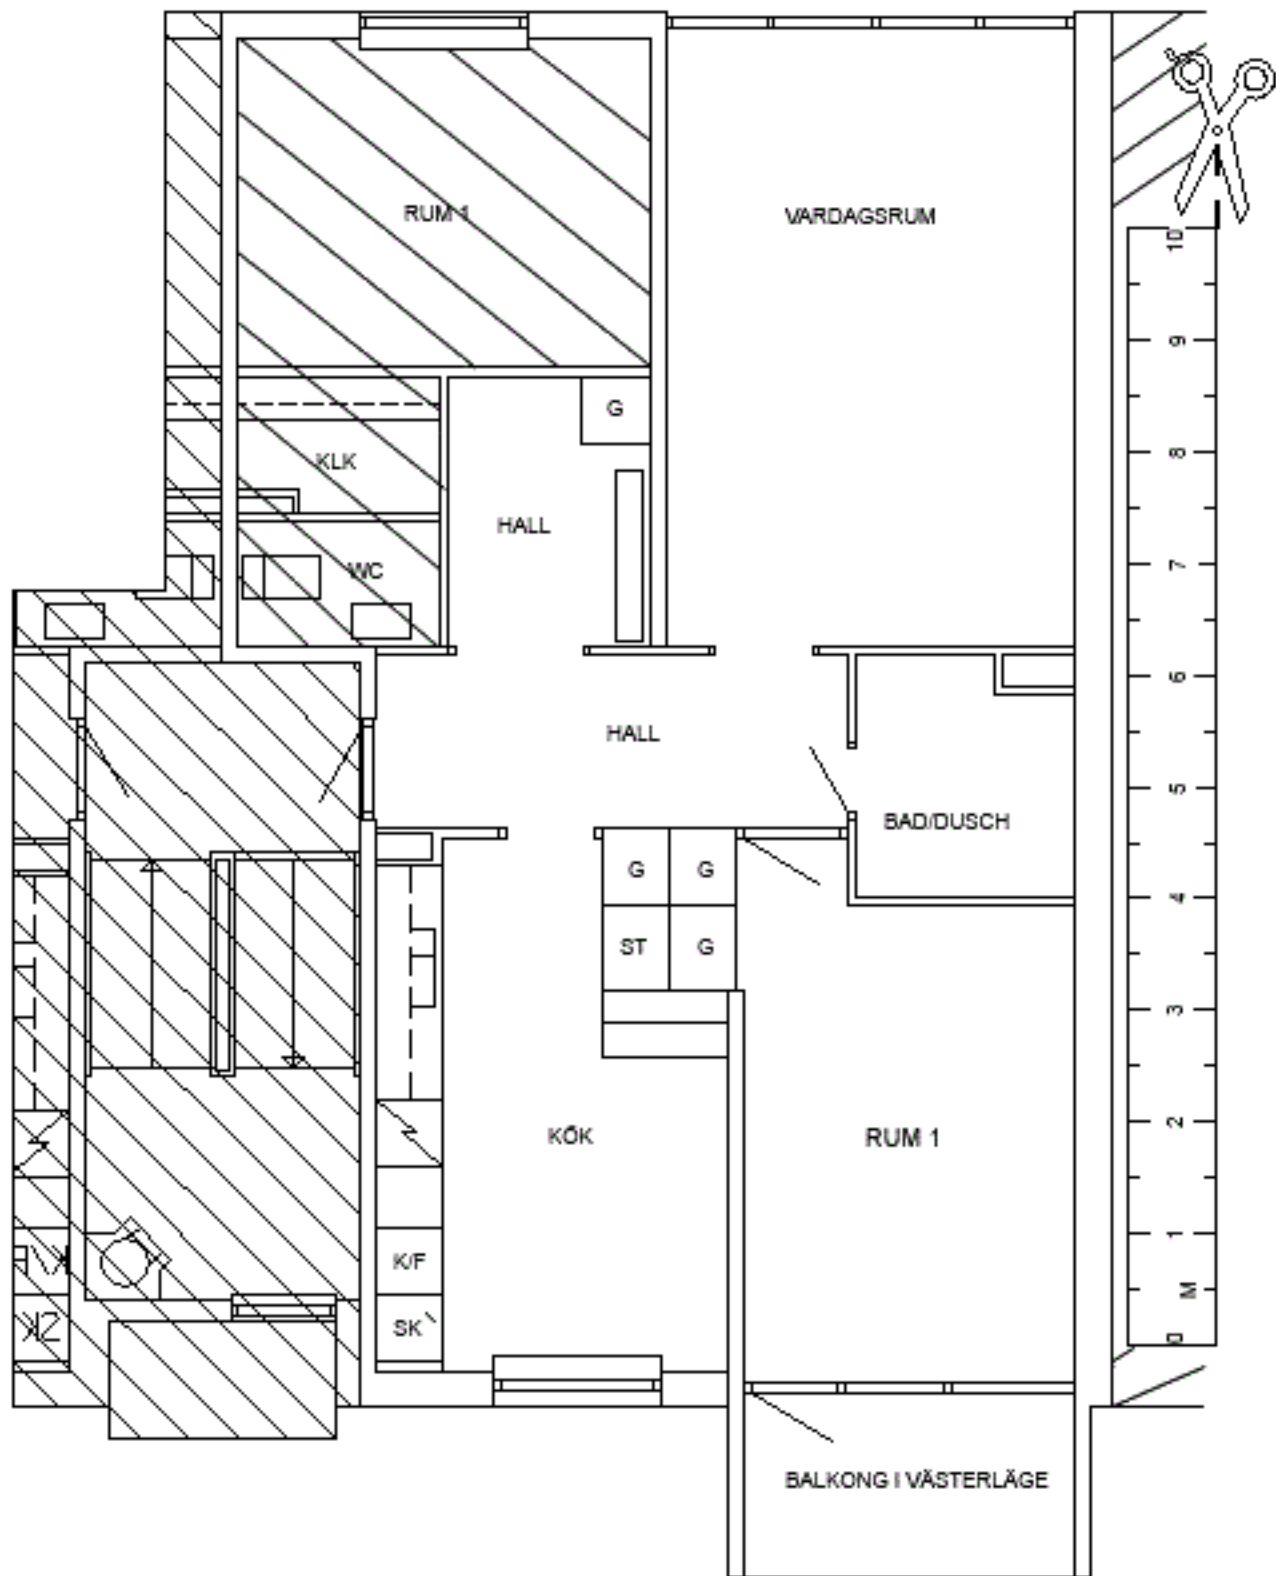 RUM 1
VARDAGSRUM
G
KLK
HALL
WC
HALL
BAD/DUSCH
G
G
ST
G
KÖK
RUM 1
K/F
SK
BALKONG I VÄSTERLÄGE
10
9
8
7
6
5
4
3
2
1
M
0
K/F
SK